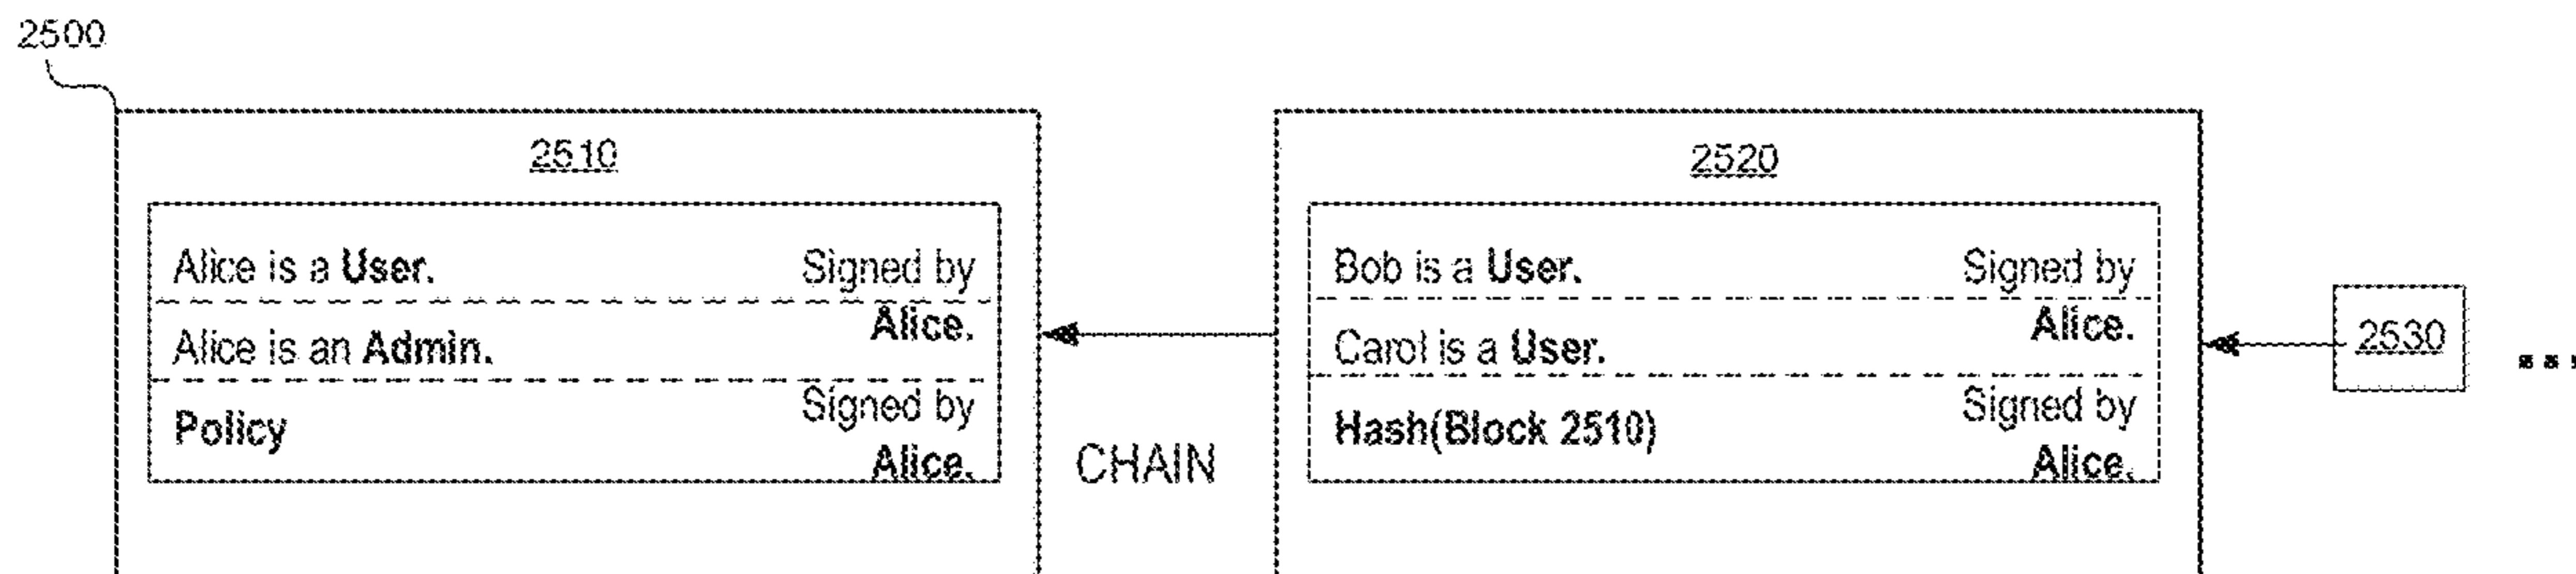 2500
2510
Alice is a User. Signed by
Alice.
Alice is an Admin.
Signed by
Policy
Alice.
CHAIN
2520
Bob is a User. Signed by
Alice.
Carol is a User.
Signed by
Hash(Block 2510)
Alice.
2530
...